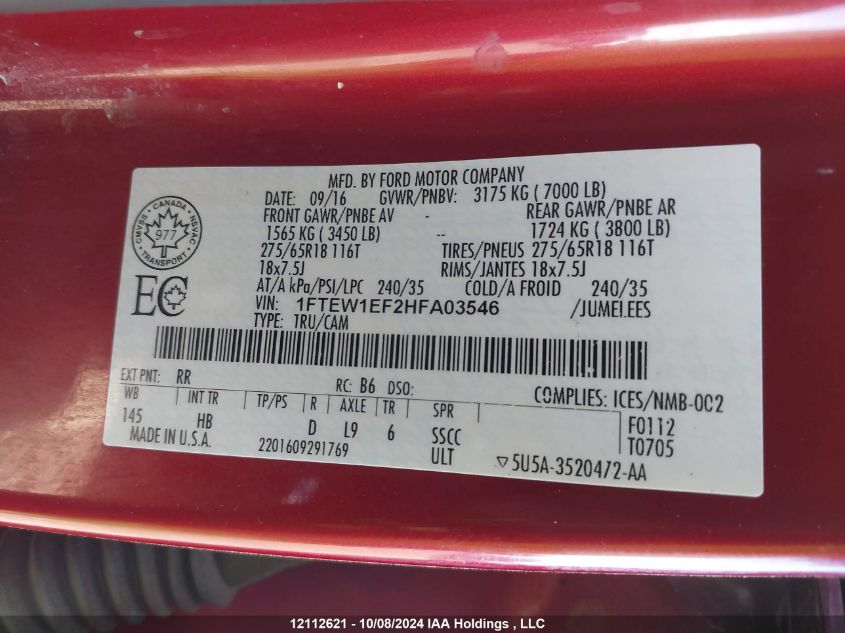 MFD. BY FORD MOTOR COMPANY
DATE: 09/16 GVWR/PNBV: 3175 KG ( 7000 LB)
FRONT GAWR/PNBE AV - REAR GAWR/PNBE AR
1565 KG ( 3450 LB) -- 1724 KG ( 3800 LB)
275/65R18 116T TIRES/PNEUS 275/65R18 116T
18x7.5J RIMS/JANTES 18x7.5J
AT/A kPa/PSI/LPC 240/35 COLD/A FROID 240/35
VIN: 1FTEW1EF2HFA03546 /JUMELEES
TYPE: TRU/CAM
CANADA
CMVSS NSVAC
977
TRANSPORT
EC
EXT PNT: RR RC: B6 DSO: COMPLIES: ICES/NMB-002
WB INT TR TP/PS R AXLE TR SPR
145 HB D L9 6 SSCC F0112
MADE IN U.S.A. 2201609291769 ULT T0705
▽5U5A-3520472-AA
12112621 - 10/08/2024 IAA Holdings , LLC